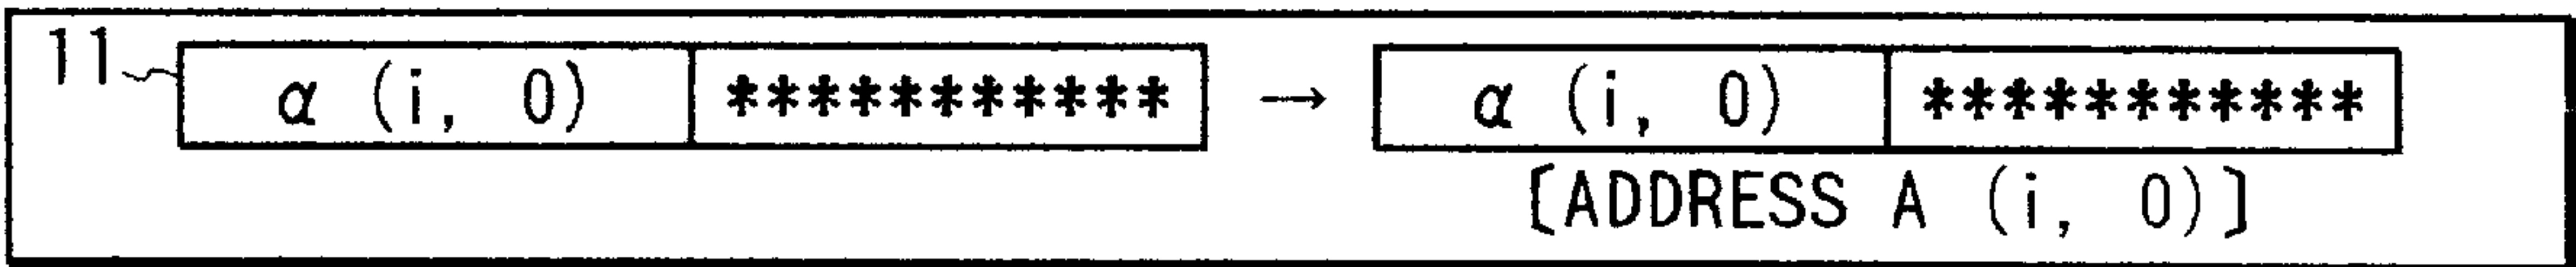 11 α (i, 0) *********** → α (i, 0) ***********
[ADDRESS A (i, 0)]